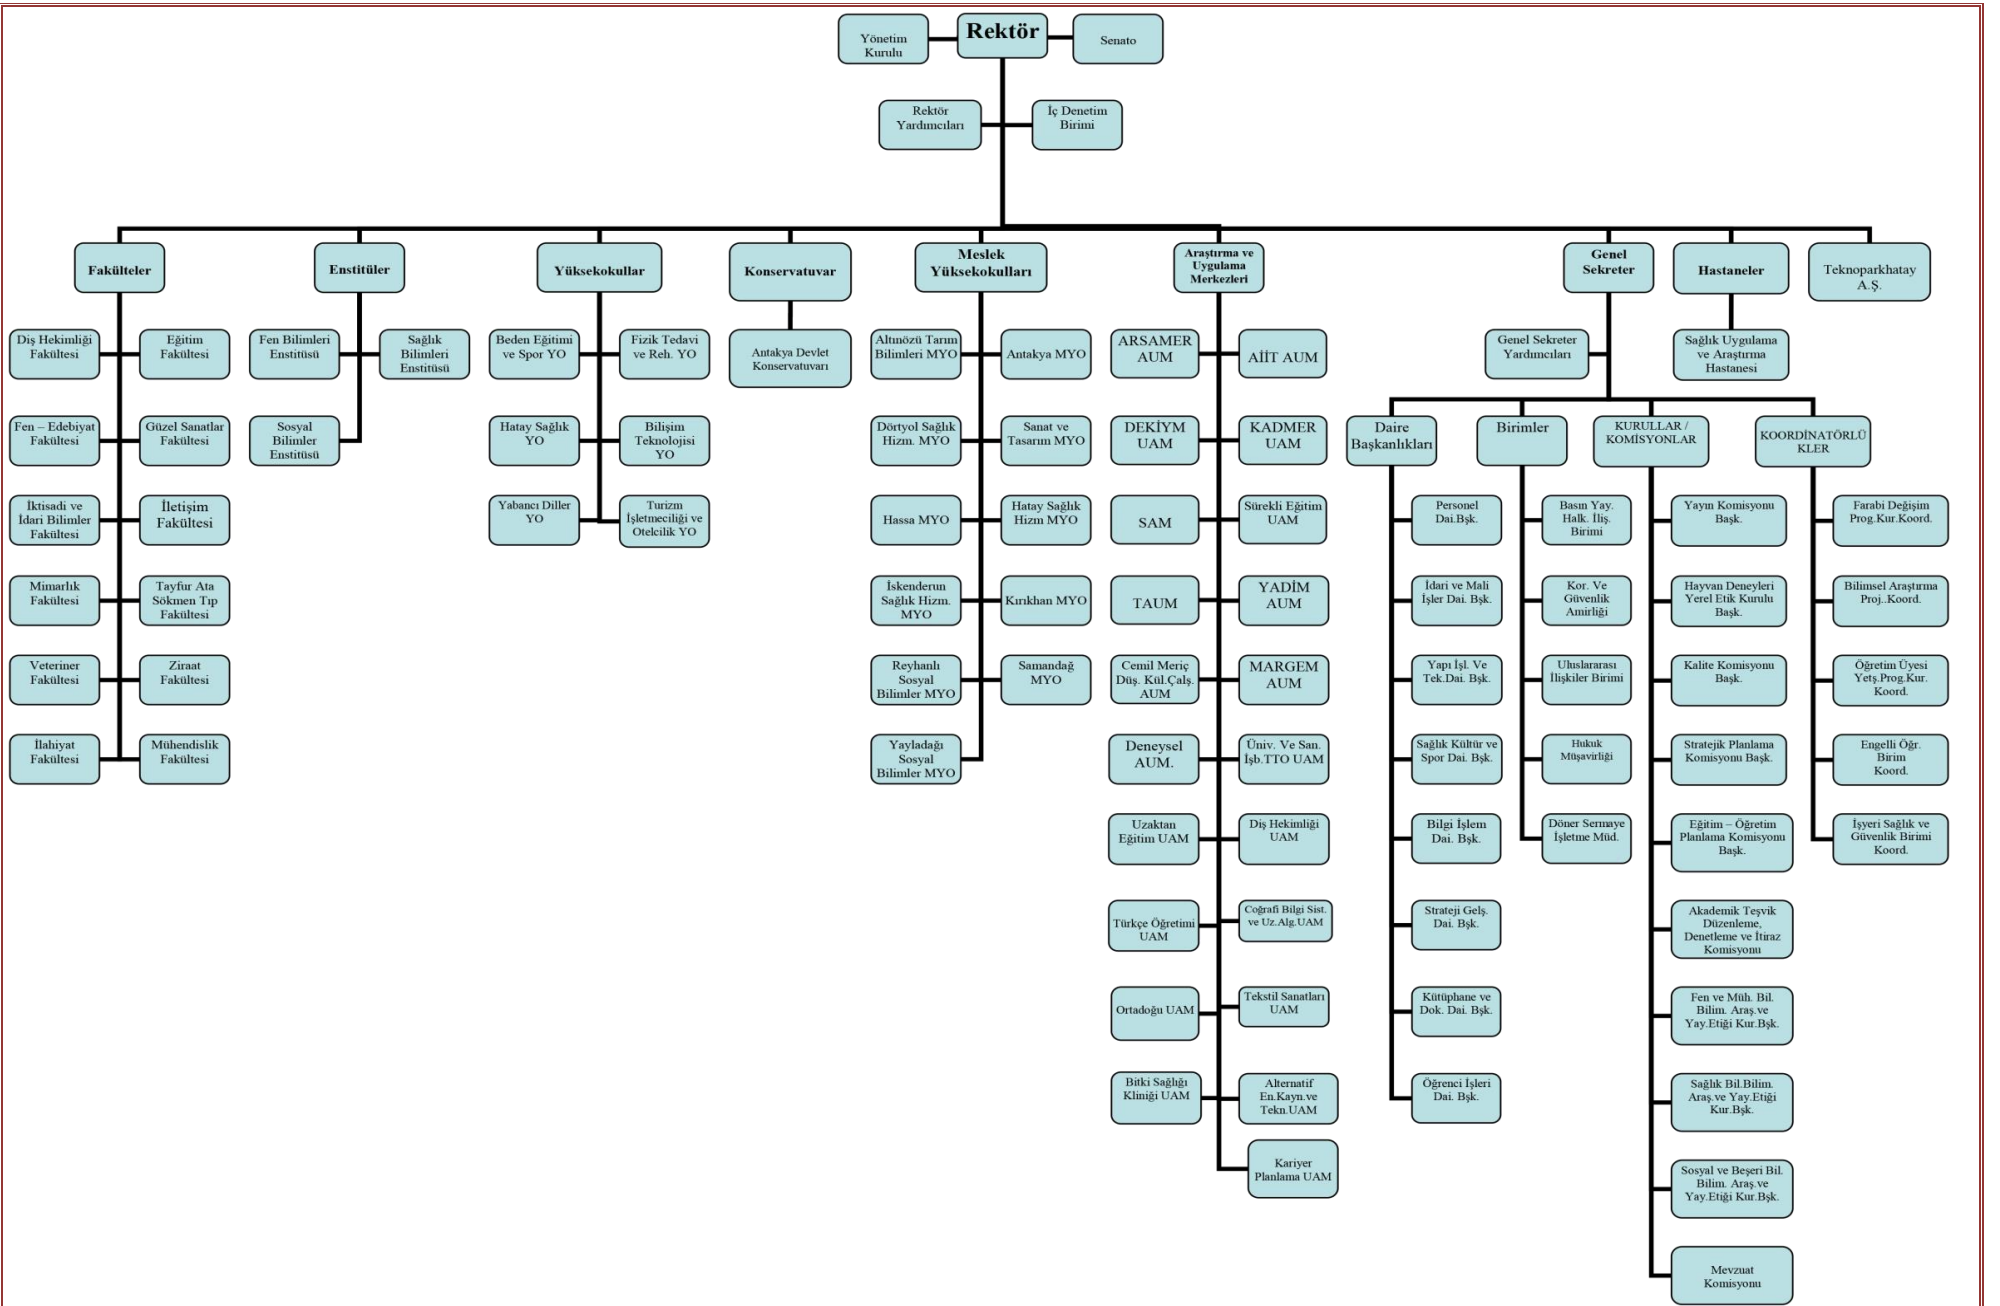 Yönetim
Kurulu
Rektör
Senato
Rektör
Yardımcıları
İç Denetim
Birimi
Fakülteler
Enstitüler
Yüksekokullar
Konservatuvar
Meslek
Yüksekokulları
Araştırma ve
Uygulama
Merkezleri
Genel
Sekreter
Hastaneler
Teknoparkhatay
A.Ş.
Diş Hekimliği
Fakültesi
Eğitim
Fakültesi
Fen – Edebiyat
Fakültesi
Güzel Sanatlar
Fakültesi
İktisadi ve
İdari Bilimler
Fakültesi
İletişim
Fakültesi
Mimarlık
Fakültesi
Tayfur Ata
Sökmen Tıp
Fakültesi
Veteriner
Fakültesi
Ziraat
Fakültesi
İlahiyat
Fakültesi
Mühendislik
Fakültesi
Fen Bilimleri
Enstitüsü
Sağlık
Bilimleri
Enstitüsü
Sosyal
Bilimler
Enstitüsü
Beden Eğitimi
ve Spor YO
Fizik Tedavi
ve Reh. YO
Hatay Sağlık
YO
Bilişim
Teknolojisi
YO
Yabancı Diller
YO
Turizm
İşletmeciliği ve
Otelcilik YO
Antakya Devlet
Konservatuvarı
Altınözü Tarım
Bilimleri MYO
Antakya MYO
Dörtyol Sağlık
Hizm. MYO
Sanat ve
Tasarım MYO
Hassa MYO
Hatay Sağlık
Hizm MYO
İskenderun
Sağlık Hizm.
MYO
Kırıkhan MYO
Reyhanlı
Sosyal
Bilimler MYO
Samandağ
MYO
Yayladağı
Sosyal
Bilimler MYO
ARSAMER
AUM
AİİT AUM
DEKİYM
UAM
KADMER
UAM
SAM
Sürekli Eğitim
UAM
TAUM
YADİM
AUM
Cemil Meriç
Düş. Kül.Çalş.
AUM
MARGEM
AUM
Deneysel
AUM.
Üniv. Ve San.
İşb.TTO UAM
Uzaktan
Eğitim UAM
Diş Hekimliği
UAM
Türkçe Öğretimi
UAM
Coğrafi Bilgi Sist.
ve Uz.Alg.UAM
Ortadoğu UAM
Tekstil Sanatları
UAM
Bitki Sağlığı
Kliniği UAM
Alternatif
En.Kayn.ve
Tekn.UAM
Kariyer
Planlama UAM
Genel Sekreter
Yardımcıları
Sağlık Uygulama
ve Araştırma
Hastanesi
Daire
Başkanlıkları
Birimler
KURULLAR /
KOMİSYONLAR
KOORDİNATÖRLÜ
KLER
Personel
Dai.Bşk.
İdari ve Mali
İşler Dai. Bşk.
Yapı İşl. Ve
Tek.Dai. Bşk.
Sağlık Kültür ve
Spor Dai. Bşk.
Bilgi İşlem
Dai. Bşk.
Strateji Gelş.
Dai. Bşk.
Kütüphane ve
Dok. Dai. Bşk.
Öğrenci İşleri
Dai. Bşk.
Basın Yay.
Halk. İliş.
Birimi
Kor. Ve
Güvenlik
Amirliği
Uluslararası
İlişkiler Birimi
Hukuk
Müşavirliği
Döner Sermaye
İşletme Müd.
Yayın Komisyonu
Başk.
Hayvan Deneyleri
Yerel Etik Kurulu
Başk.
Kalite Komisyonu
Başk.
Stratejik Planlama
Komisyonu Başk.
Eğitim – Öğretim
Planlama Komisyonu
Başk.
Akademik Teşvik
Düzenleme,
Denetleme ve İtiraz
Komisyonu
Fen ve Müh. Bil.
Bilim. Araş.ve
Yay.Etiği Kur.Bşk.
Sağlık Bil.Bilim.
Araş.ve Yay.Etiği
Kur.Bşk.
Sosyal ve Beşeri Bil.
Bilim. Araş.ve
Yay.Etiği Kur.Bşk.
Mevzuat
Komisyonu
Farabi Değişim
Prog.Kur.Koord.
Bilimsel Araştırma
Proj..Koord.
Öğretim Üyesi
Yetş.Prog.Kur.
Koord.
Engelli Öğr.
Birim
Koord.
İşyeri Sağlık ve
Güvenlik Birimi
Koord.